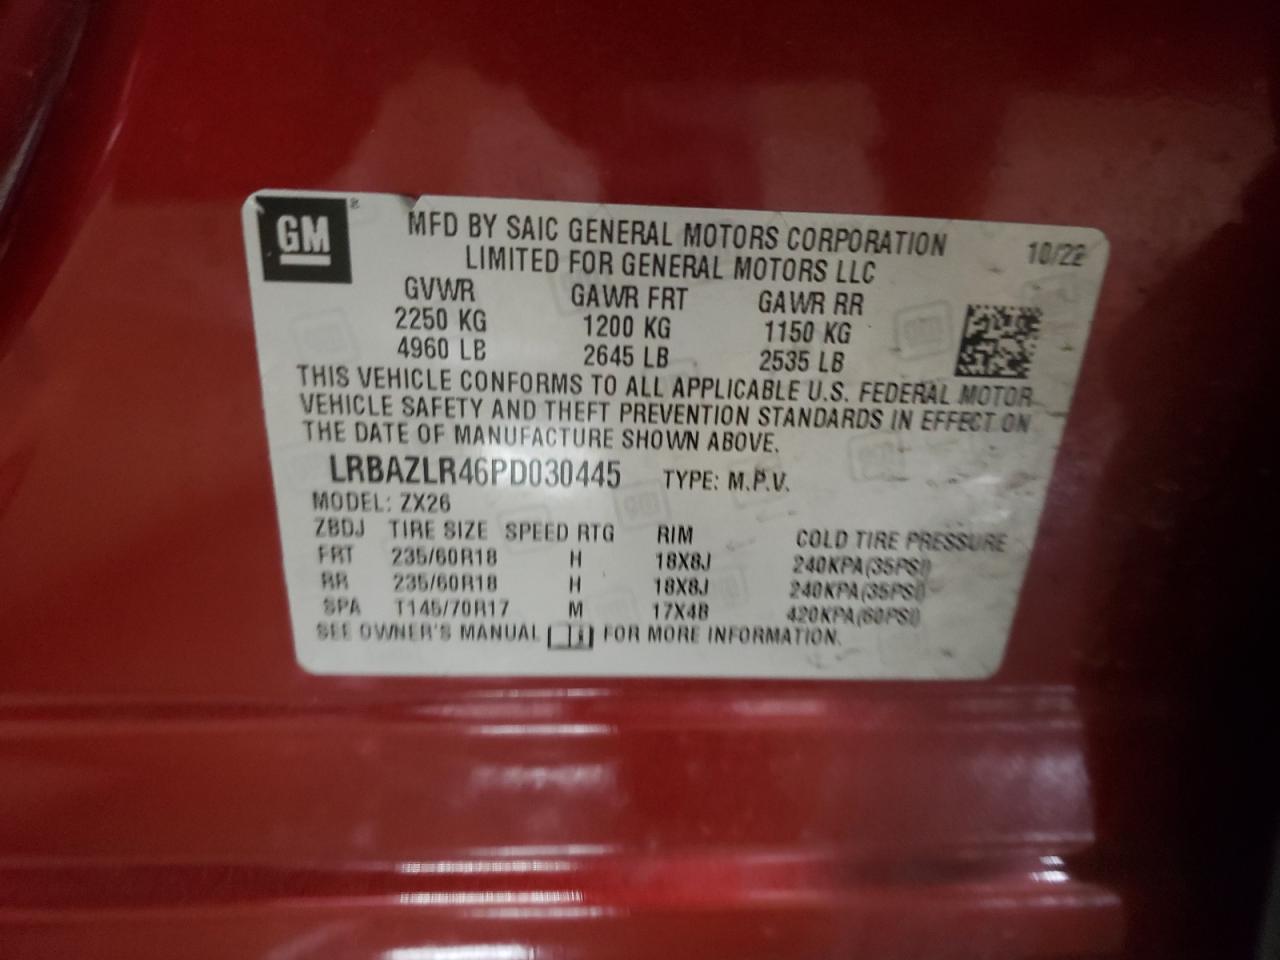 GM ®
MFD BY SAIC GENERAL MOTORS CORPORATION
LIMITED FOR GENERAL MOTORS LLC
10/22
GVWR GAWR FRT GAWR RR
2250 KG 1200 KG 1150 KG
4960 LB 2645 LB 2535 LB
THIS VEHICLE CONFORMS TO ALL APPLICABLE U.S. FEDERAL MOTOR
VEHICLE SAFETY AND THEFT PREVENTION STANDARDS IN EFFECT ON
THE DATE OF MANUFACTURE SHOWN ABOVE.
LRBAZLR46PD030445 TYPE: M.P.V.
MODEL: ZX26
ZBDJ TIRE SIZE SPEED RTG RIM COLD TIRE PRESSURE
FRT 235/60R18 H 18X8J 240KPA(35PSI)
RR 235/60R18 H 18X8J 240KPA(35PSI)
SPA T145/70R17 M 17X4B 420KPA(60PSI)
SEE OWNER'S MANUAL FOR MORE INFORMATION.